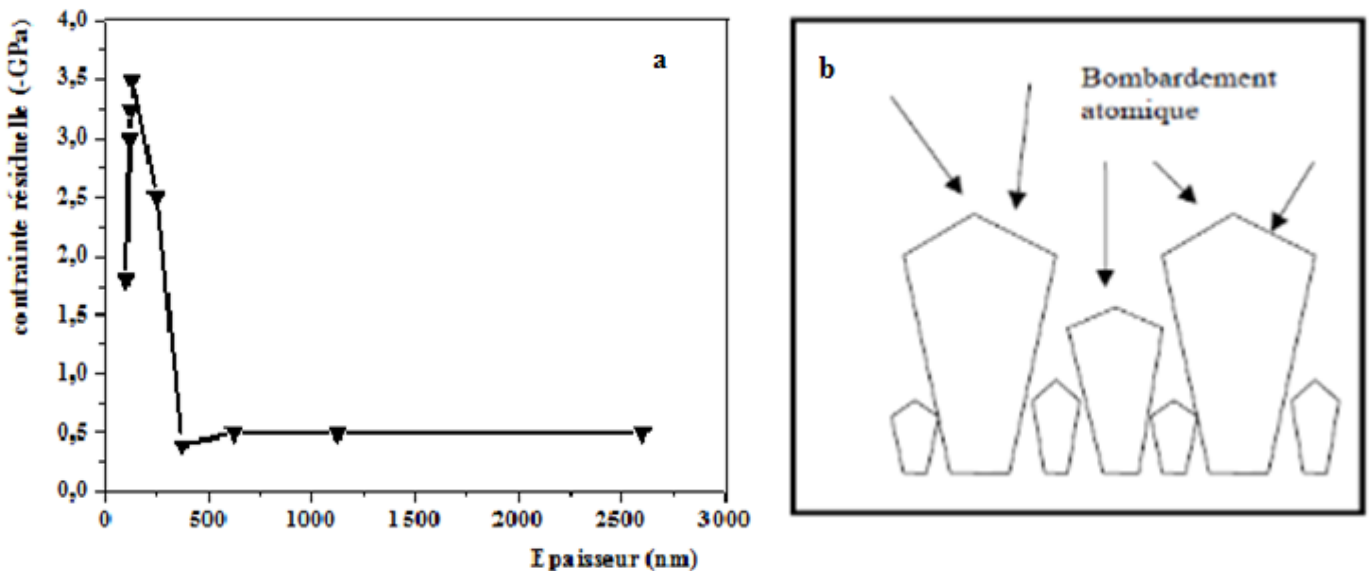 contrainte résiduelle (-GPa)
4,0
3,5
3,0
2,5
2,0
1,5
1,0
0,5
0,0
0
500
1000
1500
2000
2500
3000
Epaisseur (nm)
a
b
Bombardement
atomique